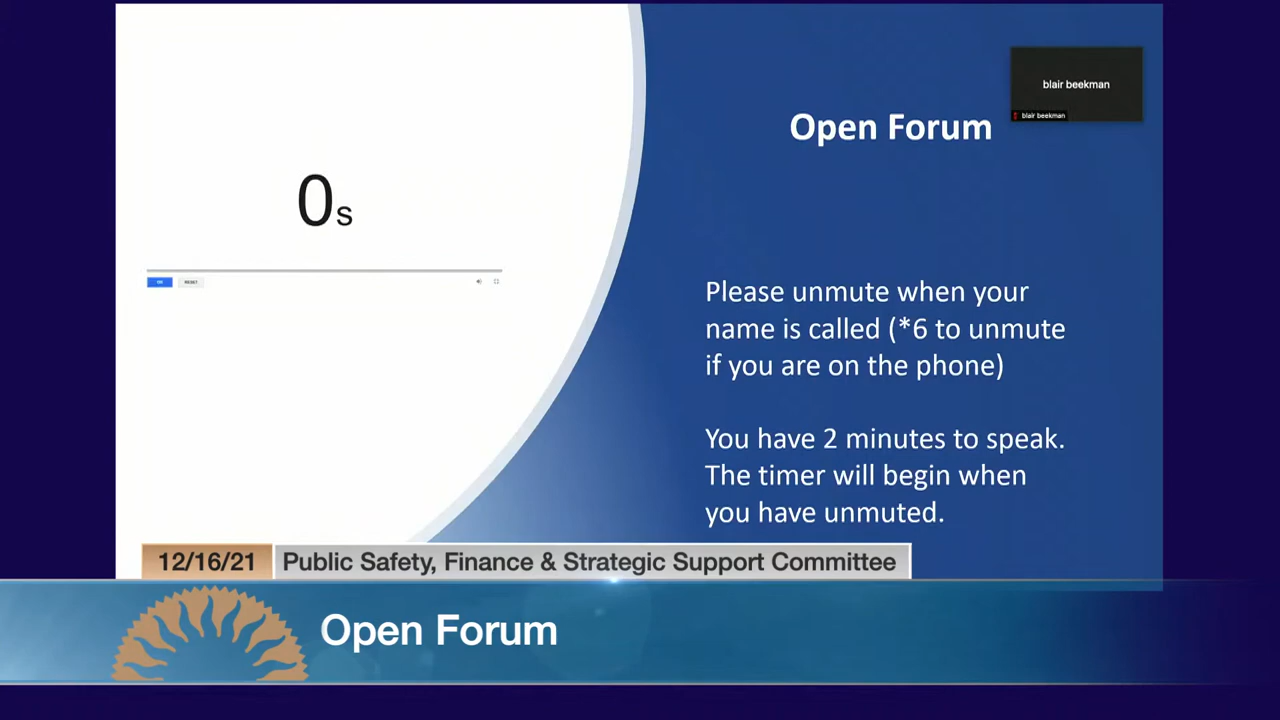 blair beekman
blair beekman
Open Forum
0s
RESET
Please unmute when your
name is called (*6 to unmute
if you are on the phone)
You have 2 minutes to speak.
The timer will begin when
you have unmuted.
12/16/21 Public Safety, Finance & Strategic Support Committee
Open Forum